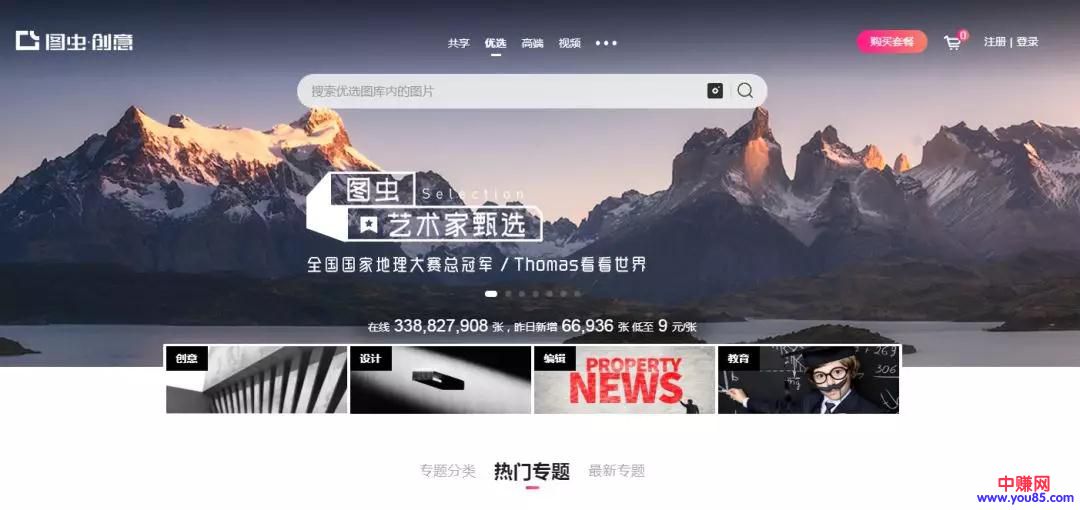 图虫·创意 共享 优选 高端 视频 ••• 购买套餐 0 注册 | 登录
搜索优选图库内的图片
图虫 Selection
艺术家甄选
全国国家地理大赛总冠军 / Thomas看看世界
在线 338,827,908 张，昨日新增 66,936 张 低至 9 元/张
创意 设计 编辑 教育
PROPERTY
NEWS
专题分类 热门专题 最新专题
中赚网
www.you85.com